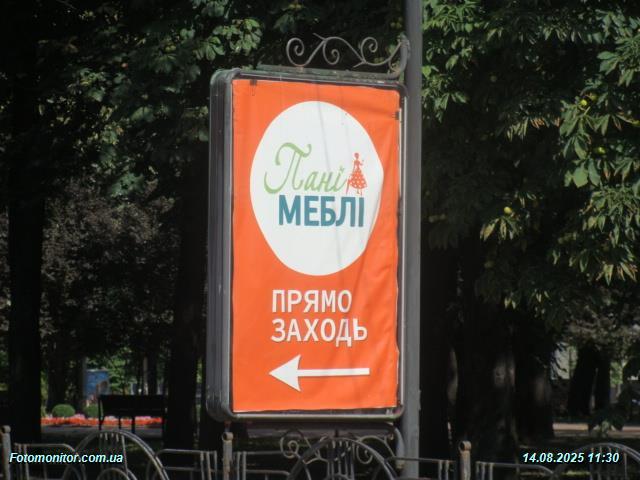 Пані
МЕБЛІ
ПРЯМО
ЗАХОДЬ
Fotomonitor.com.ua
14.08.2025 11:30